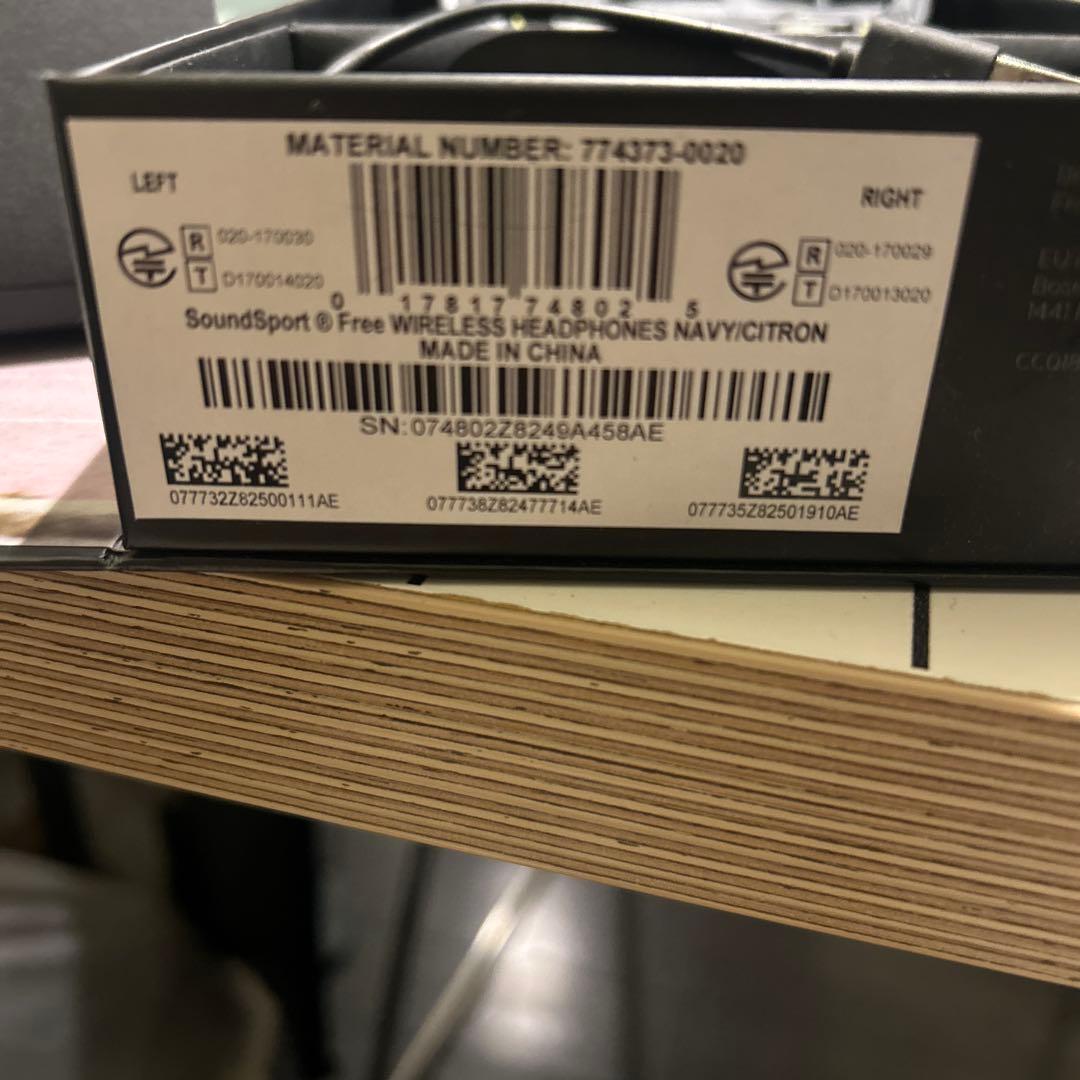 MATERIAL NUMBER: 774373-0020
LEFT
RIGHT
R 020-170030
T D170014020
R 020-170029
T D170013020
0 17817 74802 5
SoundSport ® Free WIRELESS HEADPHONES NAVY/CITRON
MADE IN CHINA
SN:074802Z8249A458AE
077732Z82500111AE
077738Z82477714AE
077735Z82501910AE